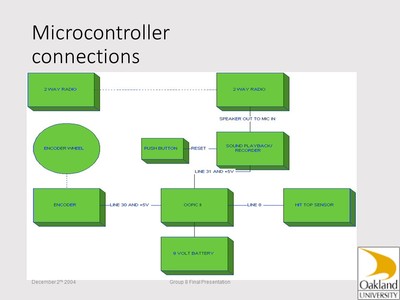 Microcontroller
connections
2 WAY RADIO
2 WAY RADIO
SPEAKER OUT TO MIC IN
ENCODER WHEEL
PUSH BUTTON
RESET
SOUND PLAYBACK/
RECORDER
LINE 31 AND +5V
ENCODER
LINE 30 AND +5V
OOPIC II
LINE 8
HIT TOP SENSOR
9 VOLT BATTERY
December 2th 2004
Group 8 Final Presentation
Oakland
UNIVERSITY